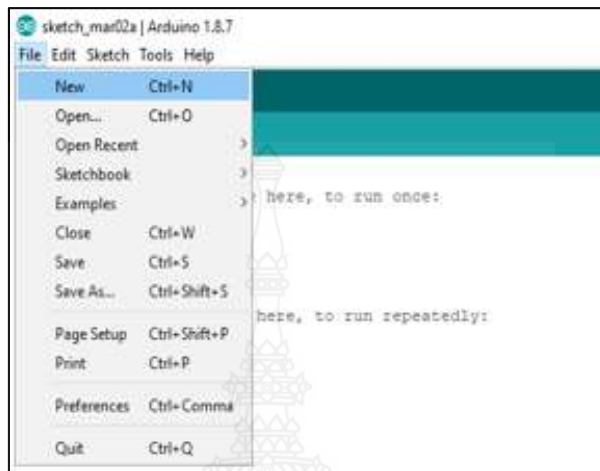 sketch_mar02a | Arduino 1.8.7
File Edit Sketch Tools Help
New Ctrl+N
Open... Ctrl+O
Open Recent
Sketchbook
Examples
Close Ctrl+W
Save Ctrl+S
Save As... Ctrl+Shift+S
Page Setup Ctrl+Shift+P
Print Ctrl+P
Preferences Ctrl+Comma
Quit Ctrl+Q
here, to run once:
here, to run repeatedly: